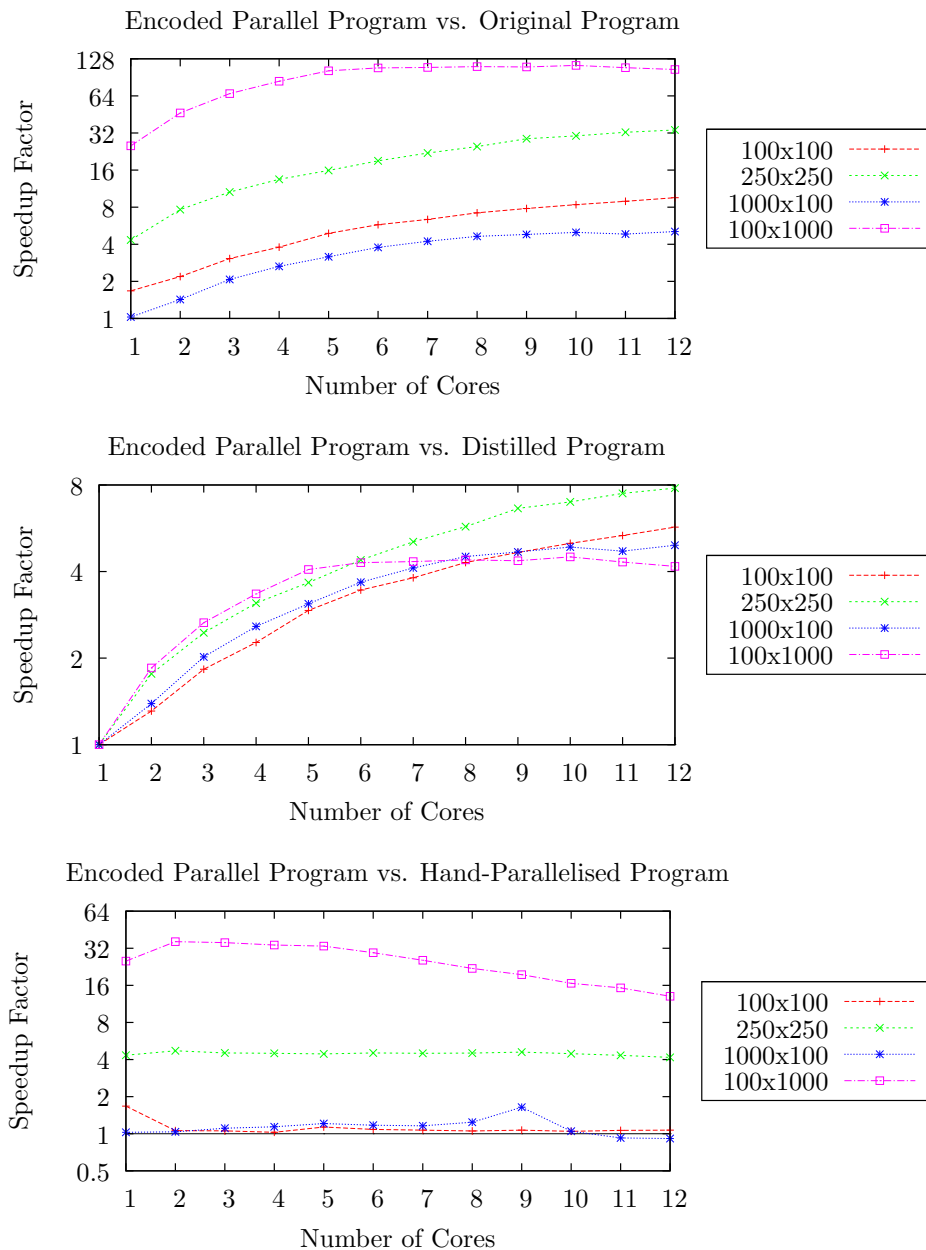 Encoded Parallel Program vs. Original Program
128
64
32
16
8
4
2
1
Speedup Factor
1 2 3 4 5 6 7 8 9 10 11 12
Number of Cores
100x100
250x250
1000x100
100x1000
Encoded Parallel Program vs. Distilled Program
8
4
2
1
Speedup Factor
1 2 3 4 5 6 7 8 9 10 11 12
Number of Cores
100x100
250x250
1000x100
100x1000
Encoded Parallel Program vs. Hand-Parallelised Program
64
32
16
8
4
2
1
0.5
Speedup Factor
1 2 3 4 5 6 7 8 9 10 11 12
Number of Cores
100x100
250x250
1000x100
100x1000